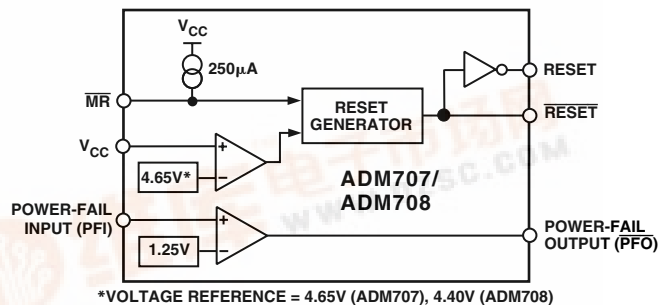 VCC
250μA
MR
RESET
RESET GENERATOR
RESET
VCC
4.65V*
ADM707/
ADM708
POWER-FAIL INPUT (PFI)
1.25V
POWER-FAIL OUTPUT (PFO)
*VOLTAGE REFERENCE = 4.65V (ADM707), 4.40V (ADM708)